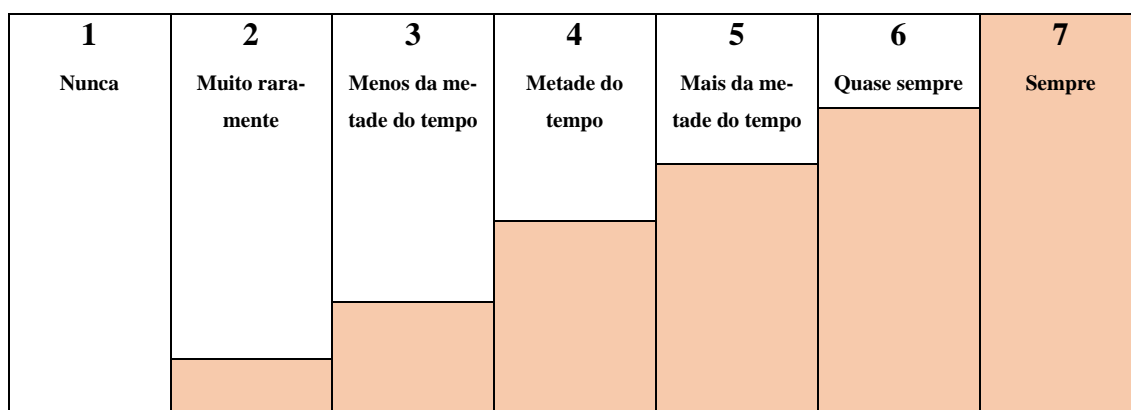 1 2 3 4 5 6 7
Nunca Muito rara- Menos da me- Metade do Mais da me- Quase sempre Sempre
mente tade do tempo tempo tade do tempo